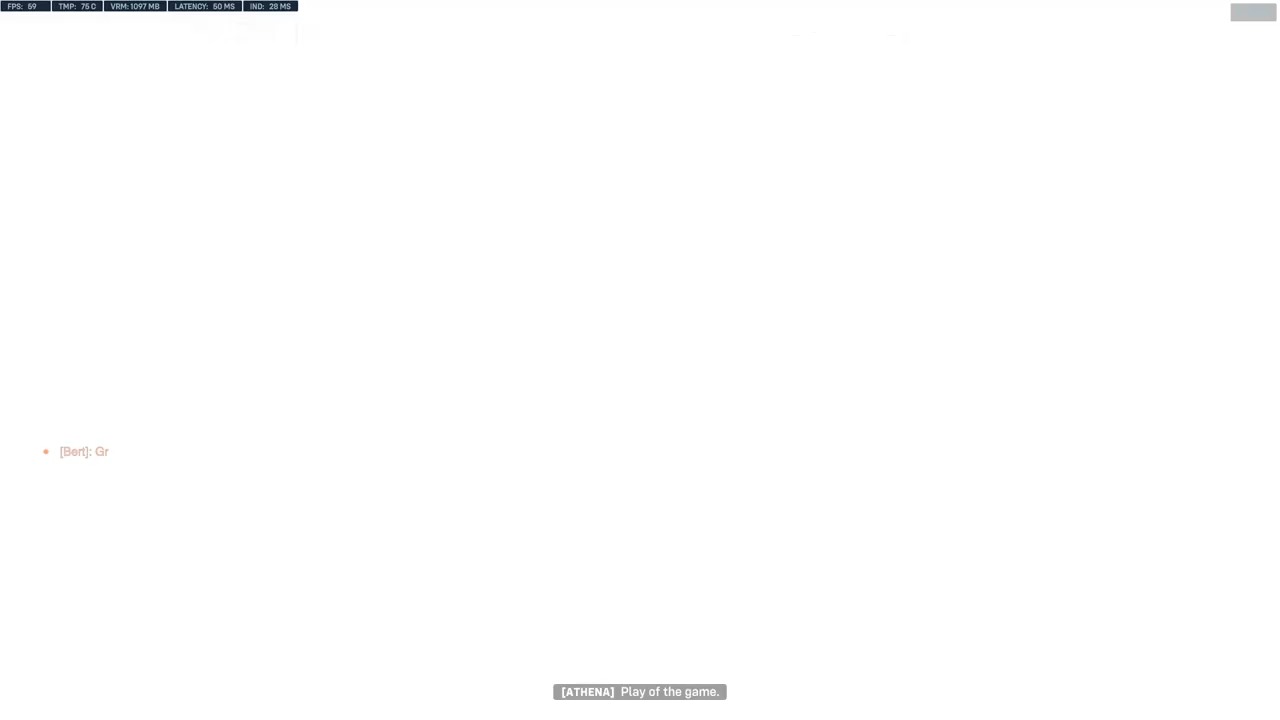 FPS: 59 TMP: 75 C VRM: 1097 MB LATENCY: 50 MS IND: 28 MS
[Bert]: Gr
[ATHENA] Play of the game.